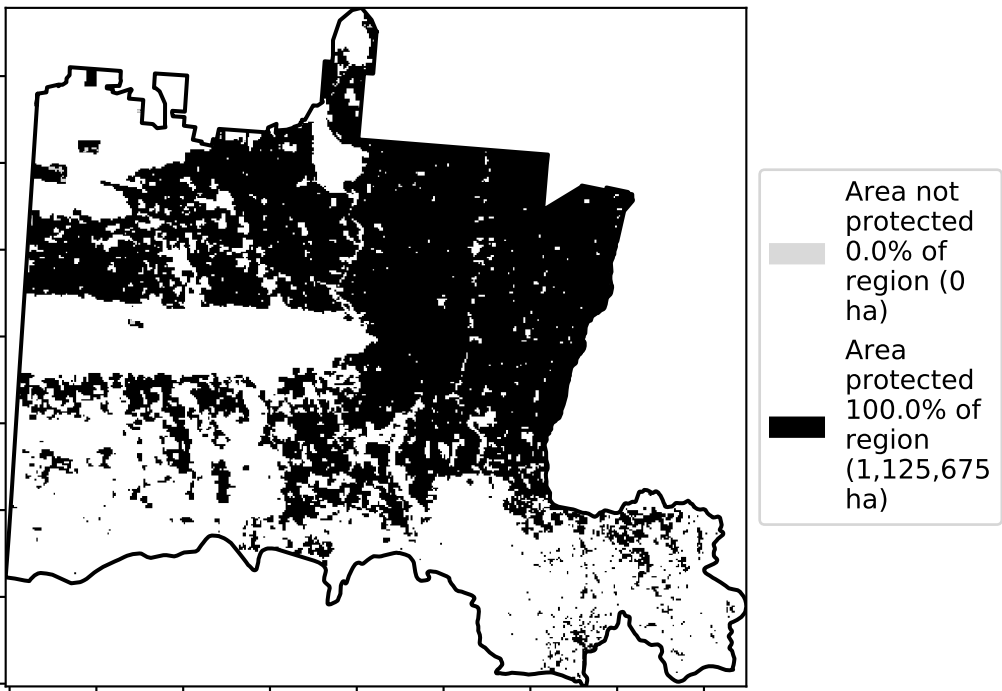 Area not
protected
0.0% of
region (0
ha)
Area
protected
100.0% of
region
(1,125,675
ha)